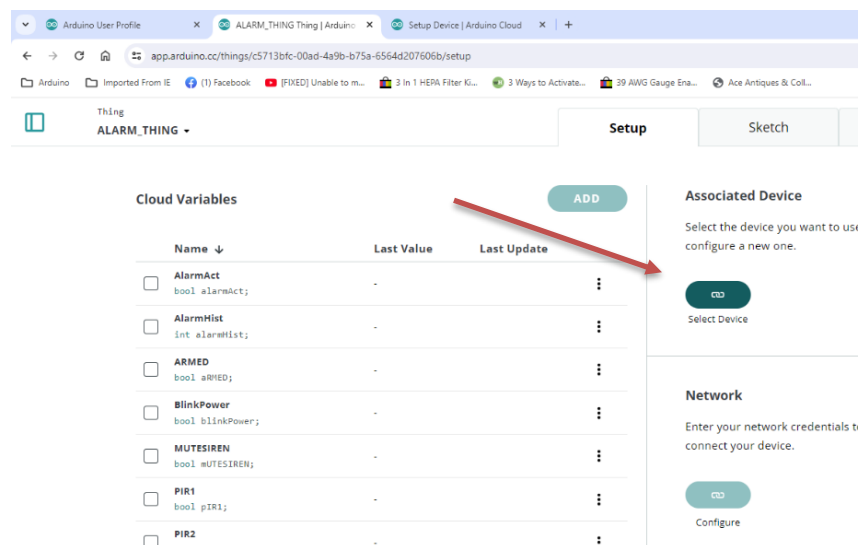 Arduino User Profile
ALARM_THING Thing | Arduino
Setup Device | Arduino Cloud
app.arduino.cc/things/c5713bfc-00ad-4a9b-b75a-6564d207606b/setup
Arduino
Imported From IE
(1) Facebook
[FIXED] Unable to m...
3 In 1 HEPA Filter Ki...
3 Ways to Activate...
39 AWG Gauge Ena...
Ace Antiques & Coll...
Thing
ALARM_THING
Setup
Sketch
Cloud Variables
ADD
Name ↓
Last Value
Last Update
AlarmAct
bool alarmAct;
-
AlarmHist
int alarmHist;
-
ARMED
bool aRMED;
-
BlinkPower
bool blinkPower;
-
MUTESIREN
bool mUTESIREN;
-
PIR1
bool pIR1;
-
PIR2
-
Associated Device
Select the device you want to use
configure a new one.
Select Device
Network
Enter your network credentials
connect your device.
Configure